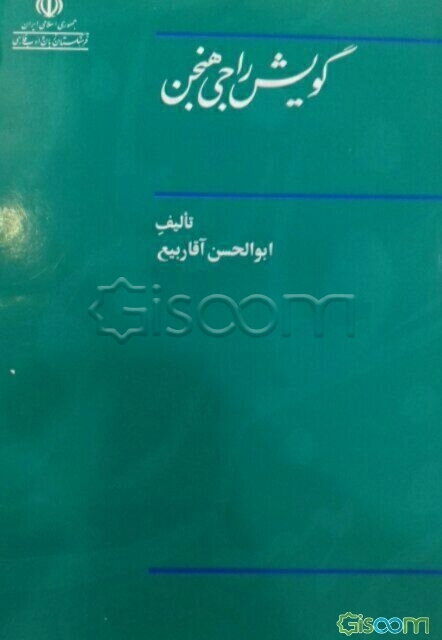 جمهوری اسلامی ایران
فرهنگستان زبان و ادب فارسی
گویش راجی هنجن
تألیفِ
ابوالحسن آقاربیع
Gisoom
Gisoom